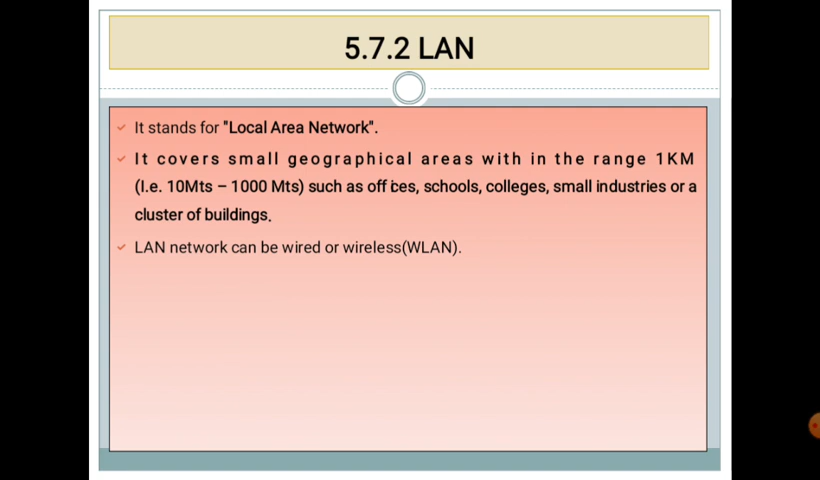 5.7.2 LAN
It stands for "Local Area Network".
It covers small geographical areas with in the range 1KM
(I.e. 10Mts – 1000 Mts) such as offices, schools, colleges, small industries or a
cluster of buildings.
LAN network can be wired or wireless(WLAN).